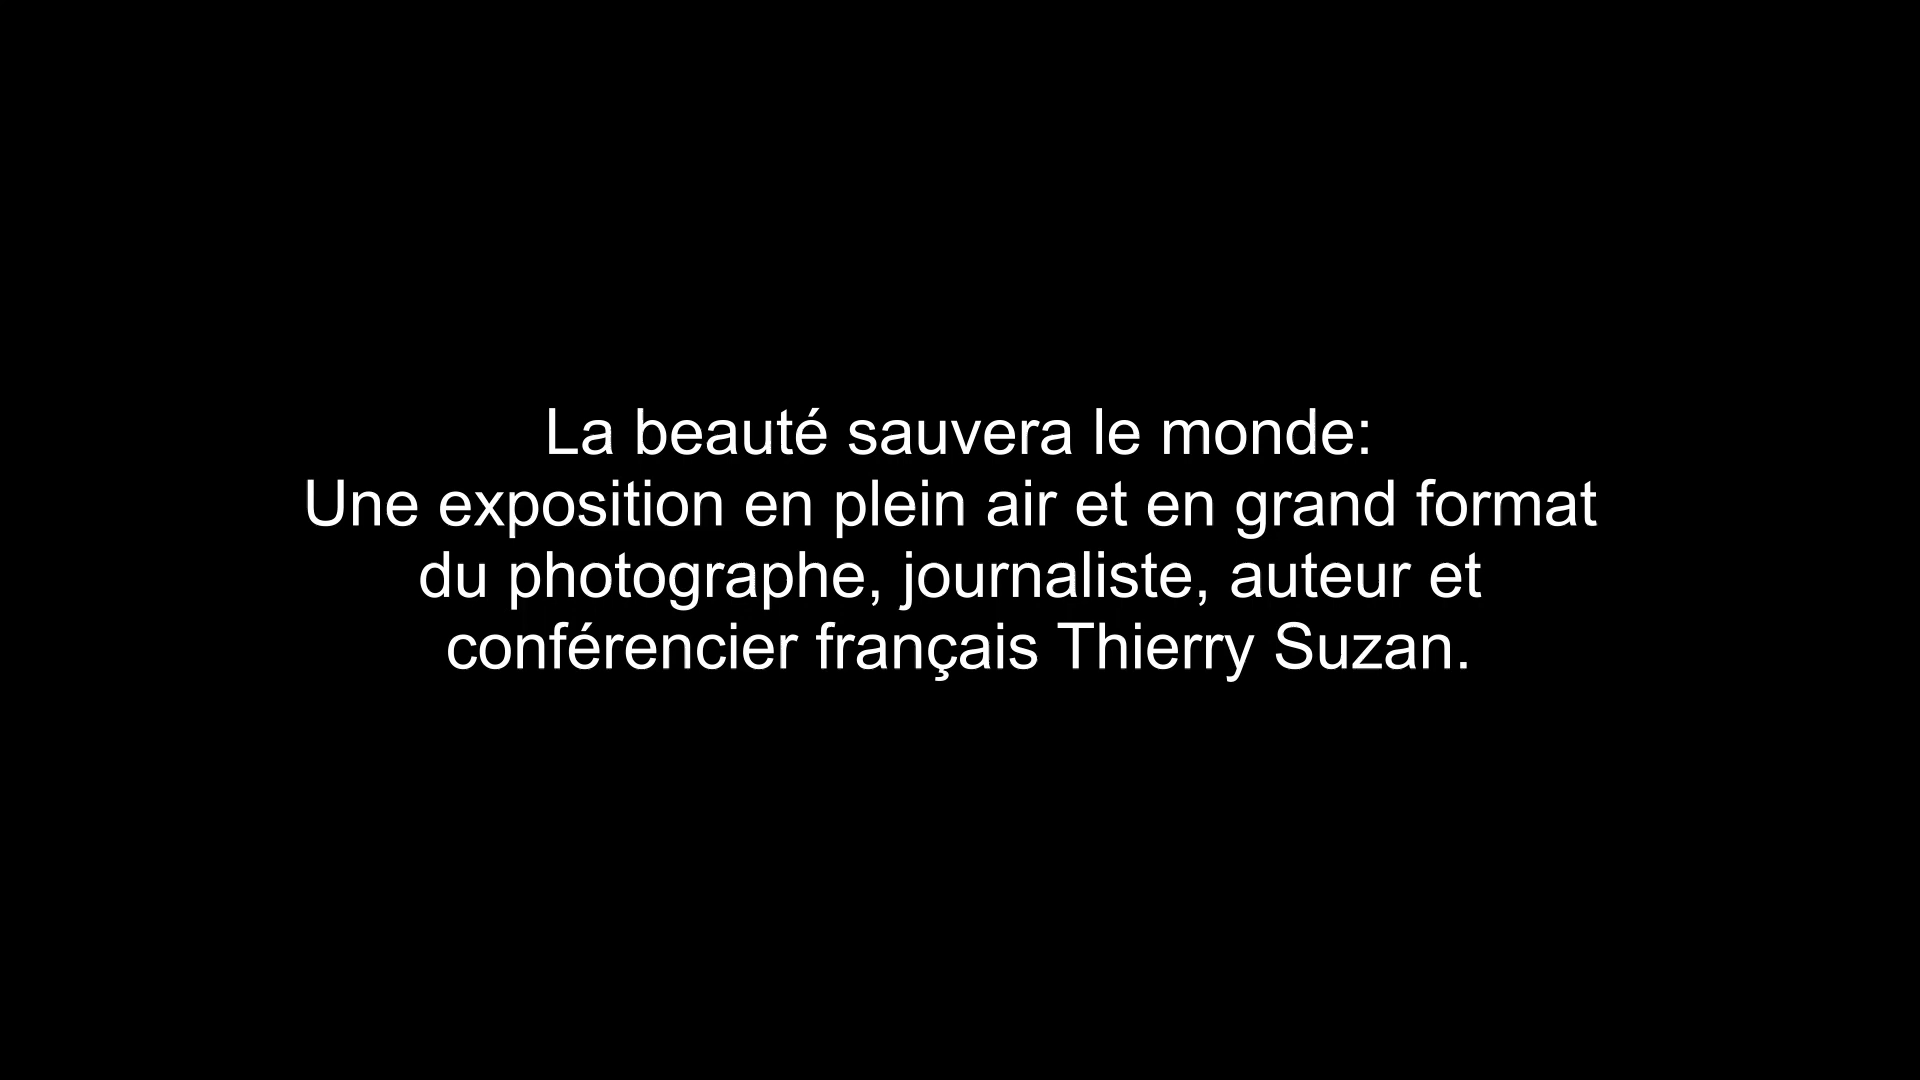 La beauté sauvera le monde:
Une exposition en plein air et en grand format
du photographe, journaliste, auteur et
conférencier français Thierry Suzan.